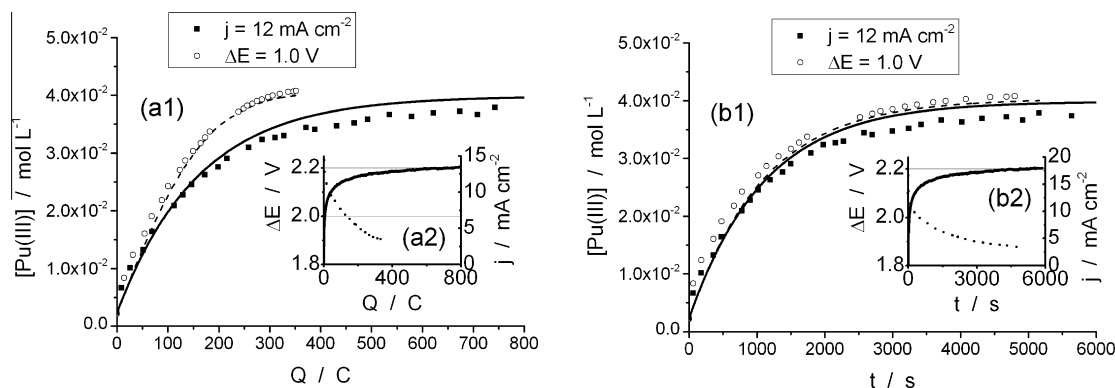 5.0x10⁻²
4.0x10⁻²
3.0x10⁻²
2.0x10⁻²
1.0x10⁻²
0.0
[Pu(III)] / mol L⁻¹
j = 12 mA cm⁻²
ΔE = 1.0 V
(a1)
2.2
2.0
1.8
ΔE / V
15
10
5
0
j / mA cm⁻²
(a2)
0 400 800
Q / C
0 100 200 300 400 500 600 700 800
Q / C
5.0x10⁻²
4.0x10⁻²
3.0x10⁻²
2.0x10⁻²
1.0x10⁻²
0.0
[Pu(III)] / mol L⁻¹
j = 12 mA cm⁻²
ΔE = 1.0 V
(b1)
2.2
2.0
1.8
ΔE / V
20
15
10
5
0
j / mA cm⁻²
(b2)
0 3000 6000
t / s
0 1000 2000 3000 4000 5000 6000
t / s